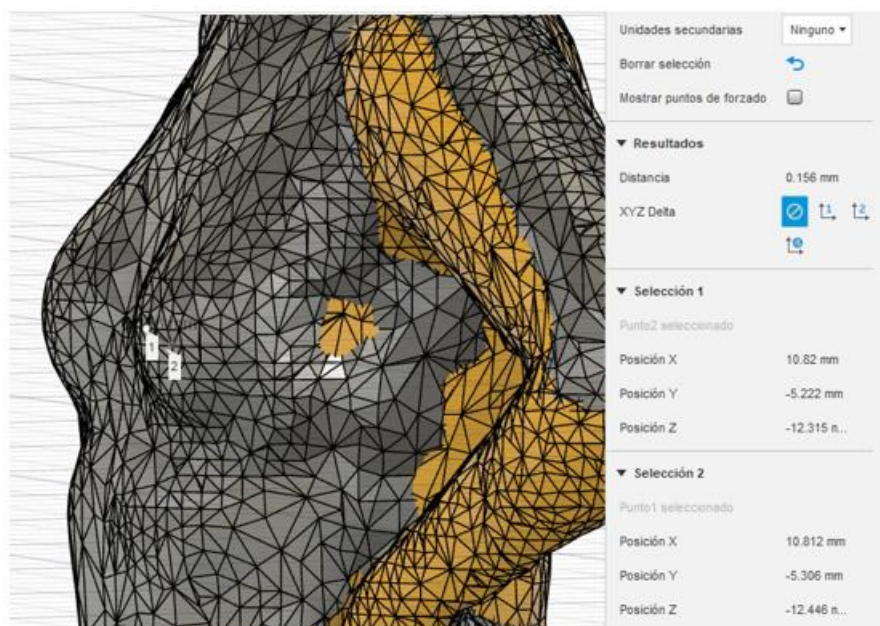 Unidades secundarias Ninguno
Borrar selección
Mostrar puntos de forzado
Resultados
Distancia 0.156 mm
XYZ Delta 1 2
Selección 1
Punto2 seleccionado
Posición X 10.82 mm
Posición Y -5.222 mm
Posición Z -12.315 n...
Selección 2
Punto1 seleccionado
Posición X 10.812 mm
Posición Y -5.306 mm
Posición Z -12.446 n...
1
2